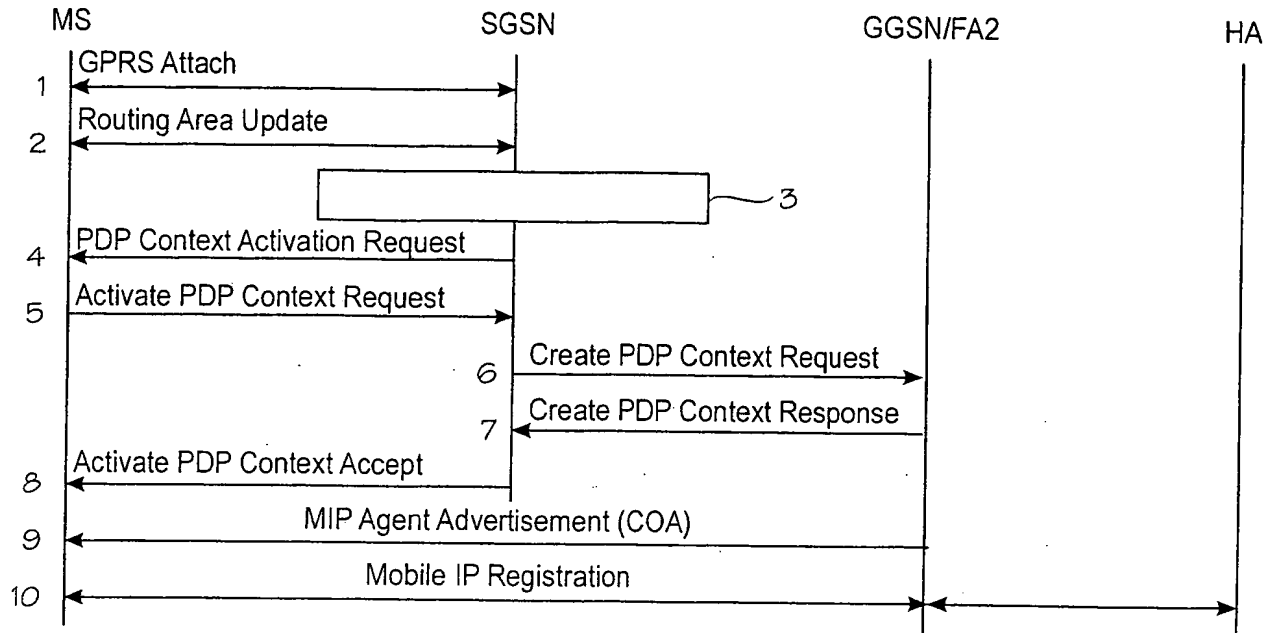 MS SGSN GGSN/FA2 HA
GPRS Attach
1
Routing Area Update
2
3
PDP Context Activation Request
4
Activate PDP Context Request
5
Create PDP Context Request
6
Create PDP Context Response
7
Activate PDP Context Accept
8
MIP Agent Advertisement (COA)
9
Mobile IP Registration
10